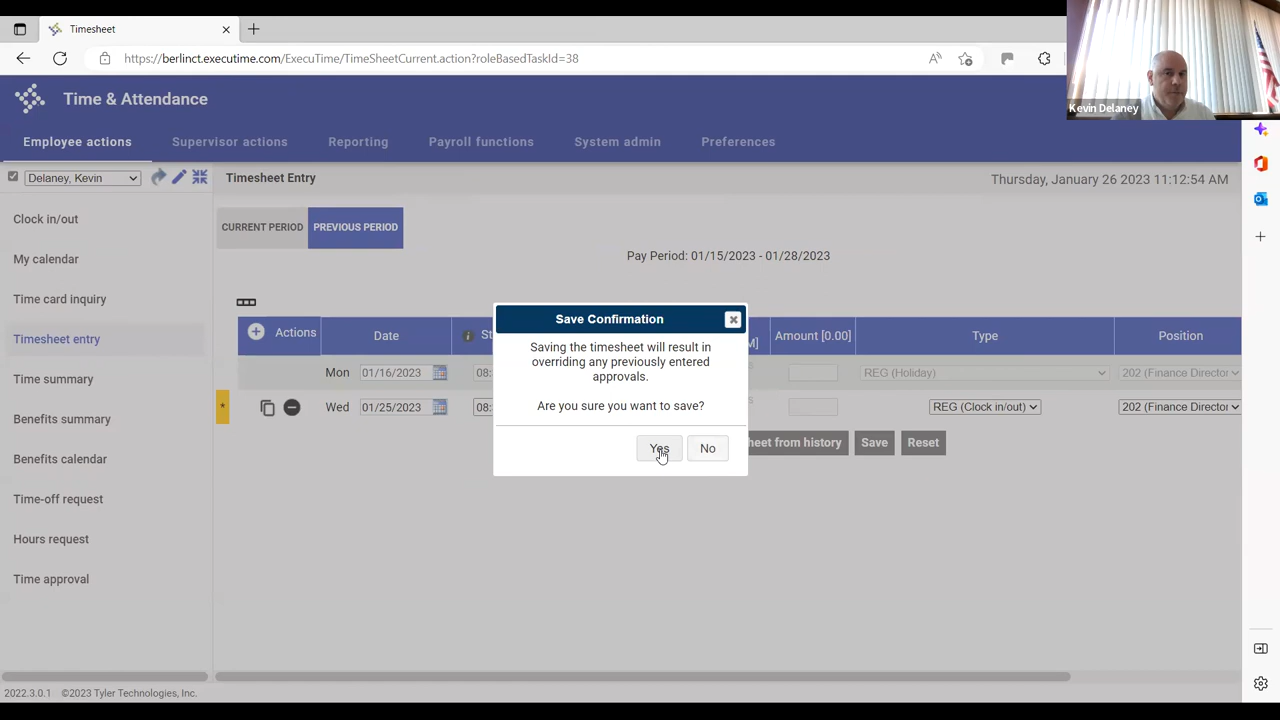 Timesheet
https://berlinct.executime.com/ExecuTime/TimeSheetCurrent.action?roleBasedTaskId=38
Kevin Delaney
Time & Attendance
Employee actions Supervisor actions Reporting Payroll functions System admin Preferences
Delaney, Kevin
Timesheet Entry
Thursday, January 26 2023 11:12:54 AM
Clock in/out
My calendar
Time card inquiry
Timesheet entry
Time summary
Benefits summary
Benefits calendar
Time-off request
Hours request
Time approval
CURRENT PERIOD PREVIOUS PERIOD
Pay Period: 01/15/2023 - 01/28/2023
Actions Date St M] Amount [0.00] Type Position
Mon 01/16/2023 08: REG (Holiday) 202 (Finance Director
* Wed 01/25/2023 08: REG (Clock in/out) 202 (Finance Director
heet from history Save Reset
Save Confirmation
Saving the timesheet will result in
overriding any previously entered
approvals.
Are you sure you want to save?
Yes No
2022.3.0.1 ©2023 Tyler Technologies, Inc.